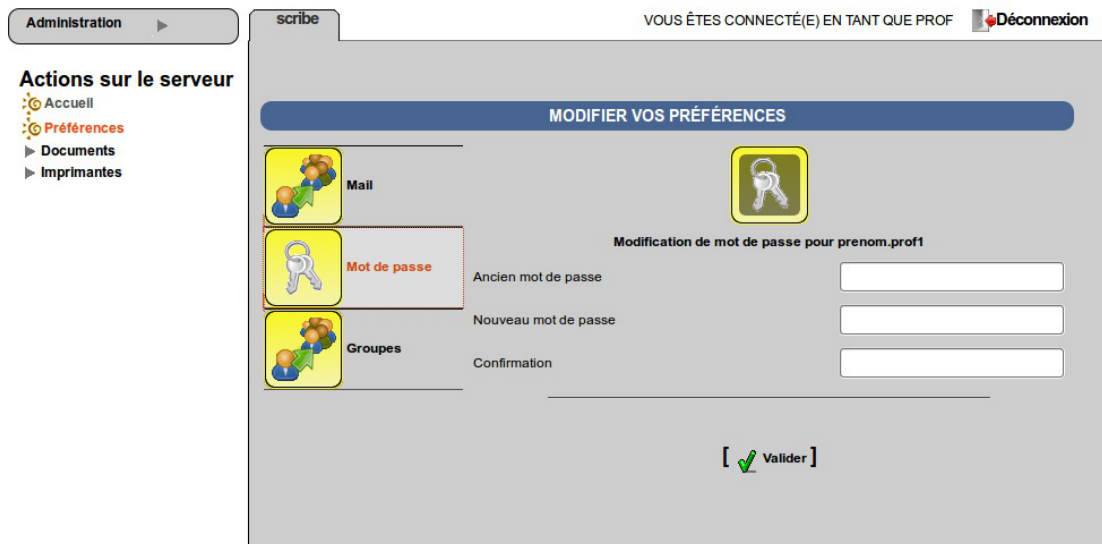 Administration
scribe
VOUS ÊTES CONNECTÉ(E) EN TANT QUE PROF
Déconnexion
Actions sur le serveur
Accueil
Préférences
Documents
Imprimantes
MODIFIER VOS PRÉFÉRENCES
Mail
Mot de passe
Groupes
Modification de mot de passe pour prenom.prof1
Ancien mot de passe
Nouveau mot de passe
Confirmation
[ Valider ]